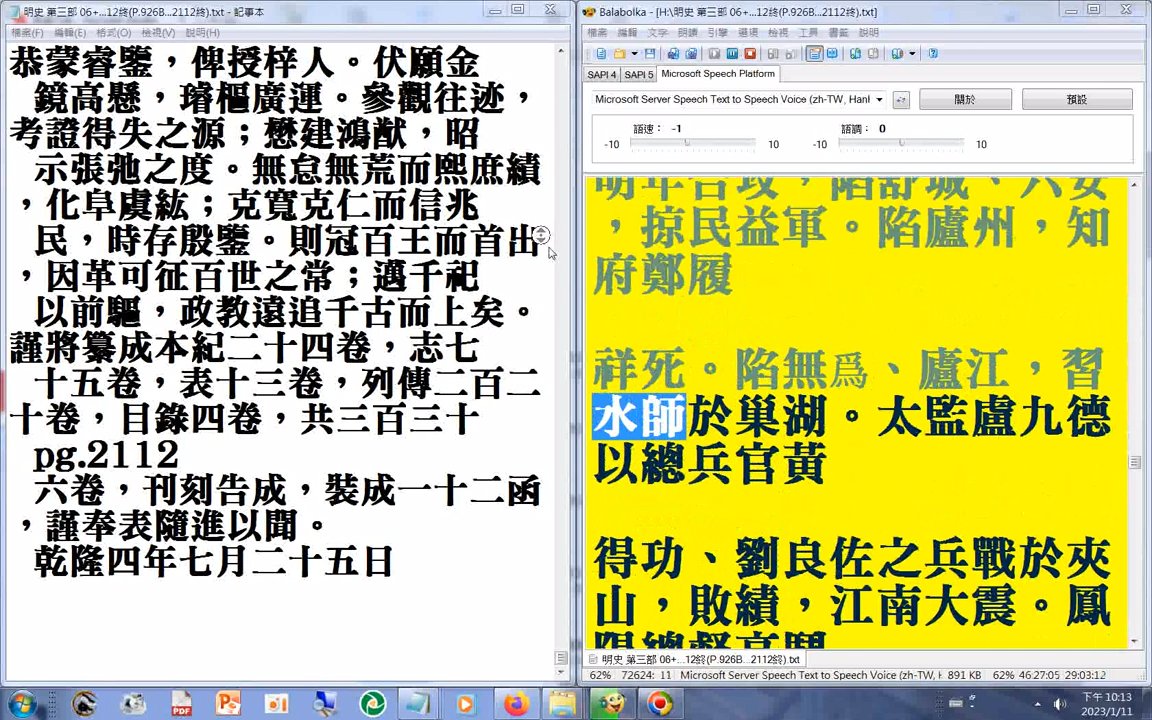 明史 第三部 06+...12終(P.926B...2112終).txt - 記事本
檔案(F) 編輯(E) 格式(O) 檢視(V) 說明(H)
恭蒙睿鑒，俾授梓人。伏願金
鏡高懸，璿樞廣運。參觀往迹，
考證得失之源；懋建鴻猷，昭
示張弛之度。無怠無荒而熙庶績
，化阜虞紘；克寬克仁而信兆
民，時存殷鑒。則冠百王而首出
，因革可征百世之常；邁千祀
以前驅，政教遠追千古而上矣。
謹將纂成本紀二十四卷，志七
十五卷，表十三卷，列傳二百二
十卷，目錄四卷，共三百三十
pg.2112
六卷，刊刻告成，裝成一十二函
，謹奉表隨進以聞。
乾隆四年七月二十五日
Balabolka - [H:\明史 第三部 06+...12終(P.926B...2112終).txt]
檔案 編輯 文字 朗讀 引擎 選項 檢視 工具 書籤 說明
SAPI 4 SAPI 5 Microsoft Speech Platform
Microsoft Server Speech Text to Speech Voice (zh-TW, Hanl 關於 預設
語速： -1 語調： 0
-10 10 -10 10
明年合攻，陷舒城、六安
，掠民益軍。陷廬州，知
府鄭履
祥死。陷無爲、廬江，習
水師於巢湖。太監盧九德
以總兵官黃
得功、劉良佐之兵戰於夾
山，敗績，江南大震。鳳
陽總督高鬥
明史 第三部 06+...12終(P.926B...2112終).txt
62% 72624: 11 Microsoft Server Speech Text to Speech Voice (zh-TW, H 891 KB 62% 46:27:05 29:03:12
下午 10:13
2023/1/11